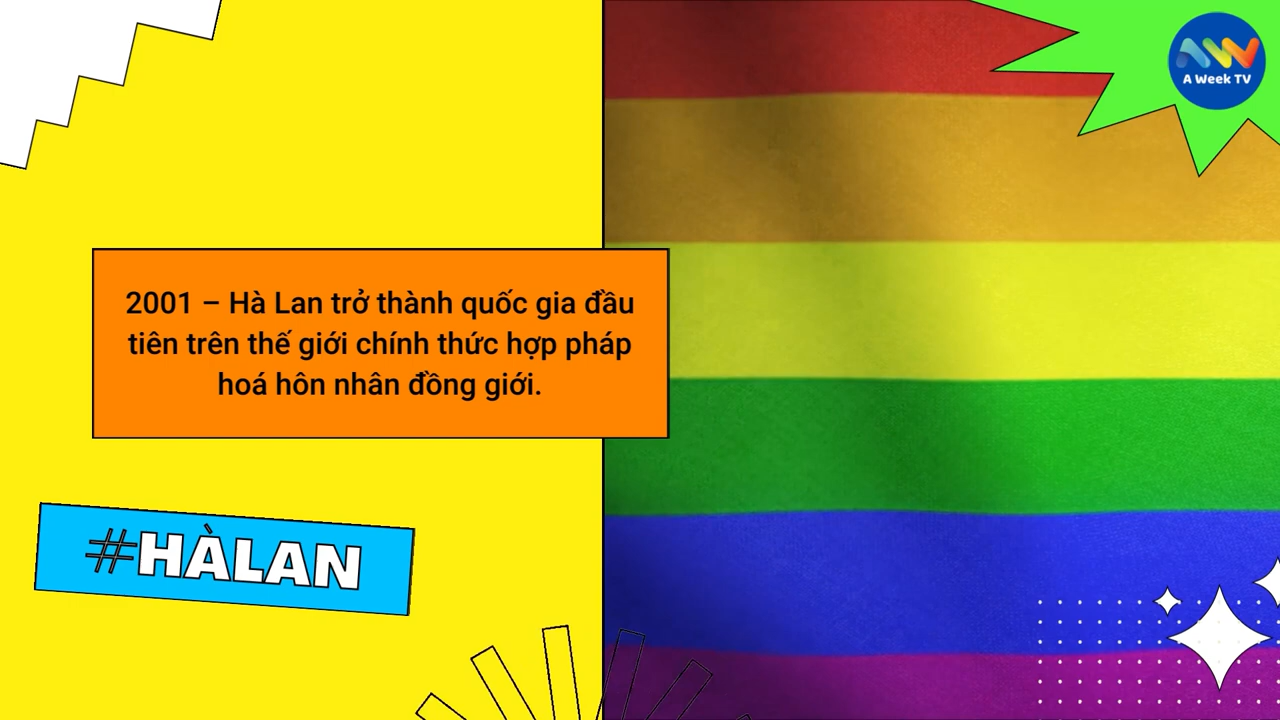 A Week TV
2001 – Hà Lan trở thành quốc gia đầu
tiên trên thế giới chính thức hợp pháp
hoá hôn nhân đồng giới.
#HÀLAN